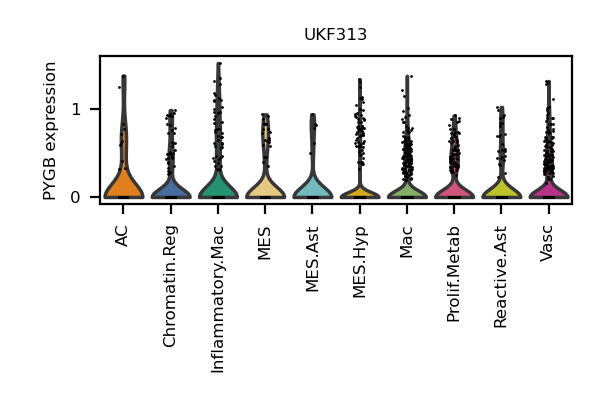 UKF313
PYGB expression
1
0
AC
Chromatin.Reg
Inflammatory.Mac
MES
MES.Ast
MES.Hyp
Mac
Prolif.Metab
Reactive.Ast
Vasc